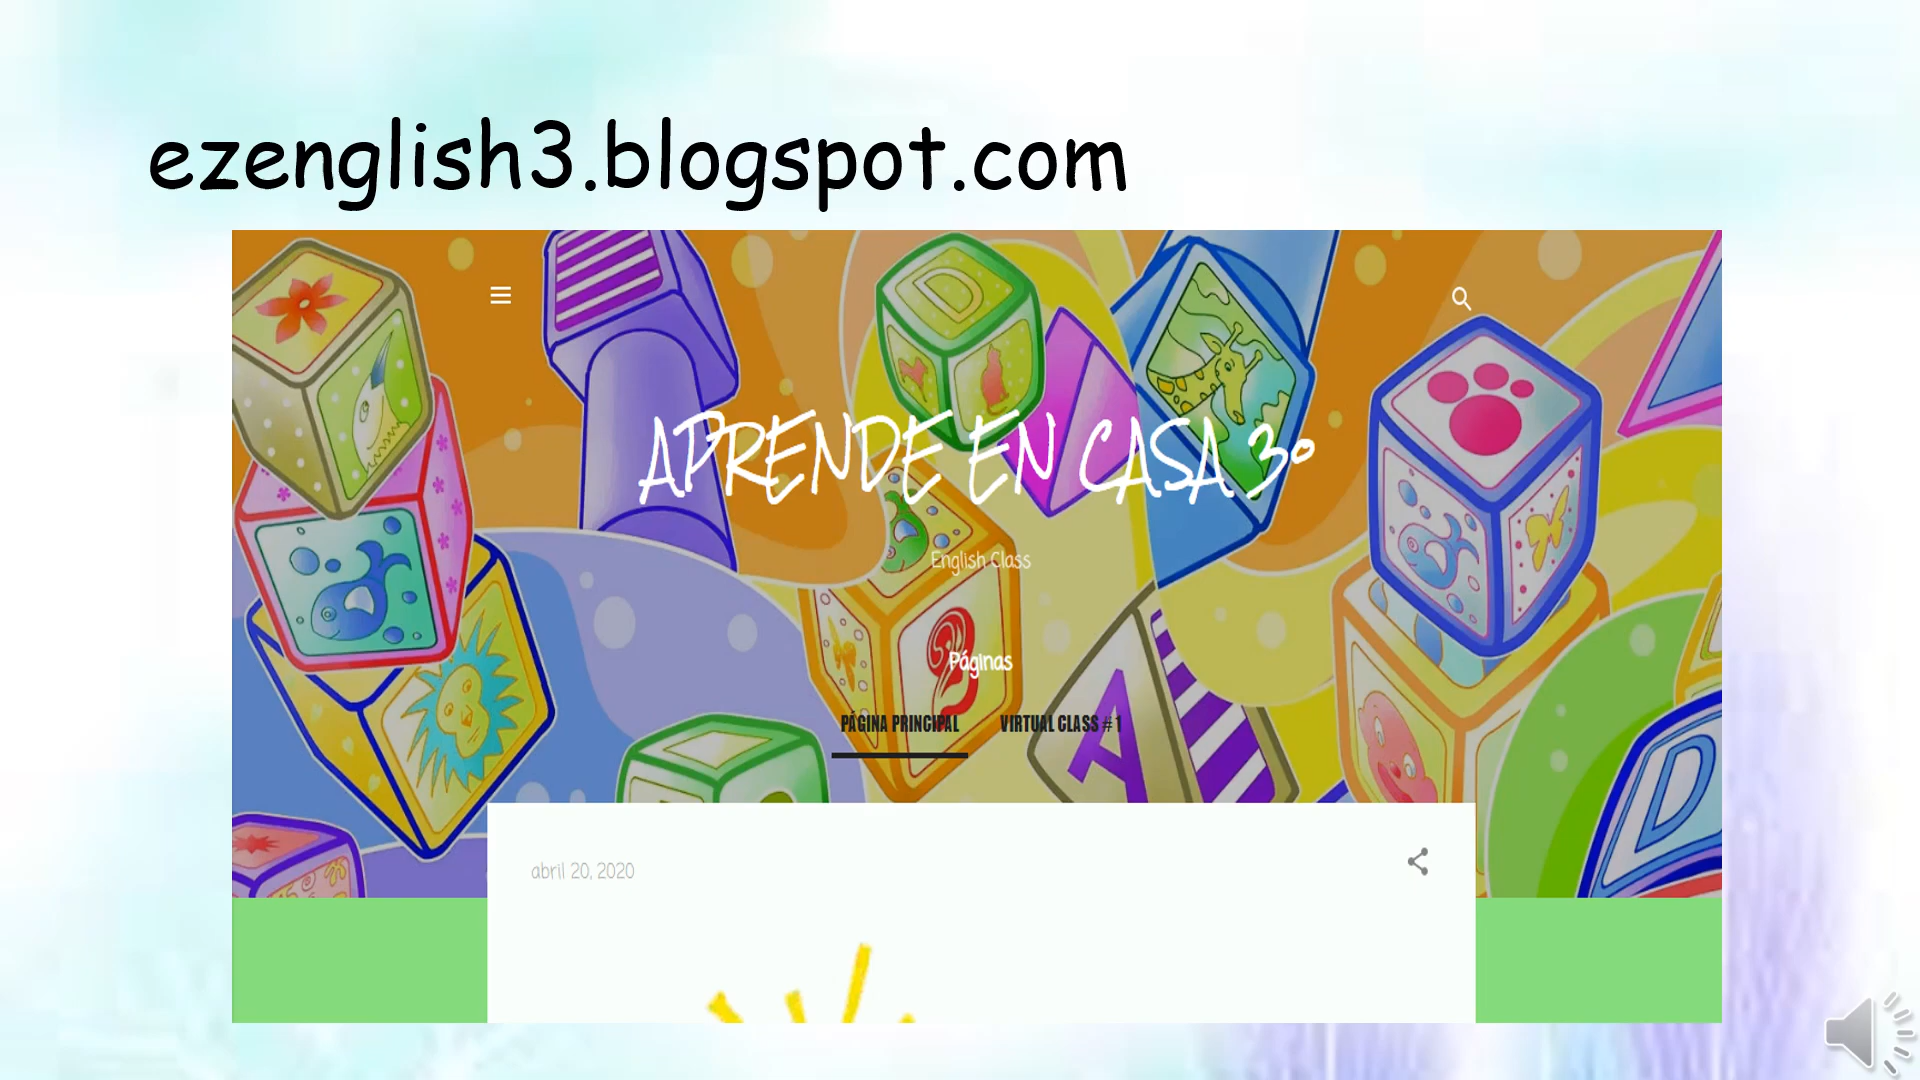 ezenglish3.blogspot.com
D
APRENDE EN CASA 3º
English Class
Páginas
PÁGINA PRINCIPAL VIRTUAL CLASS #1
A
D
abril 20, 2020